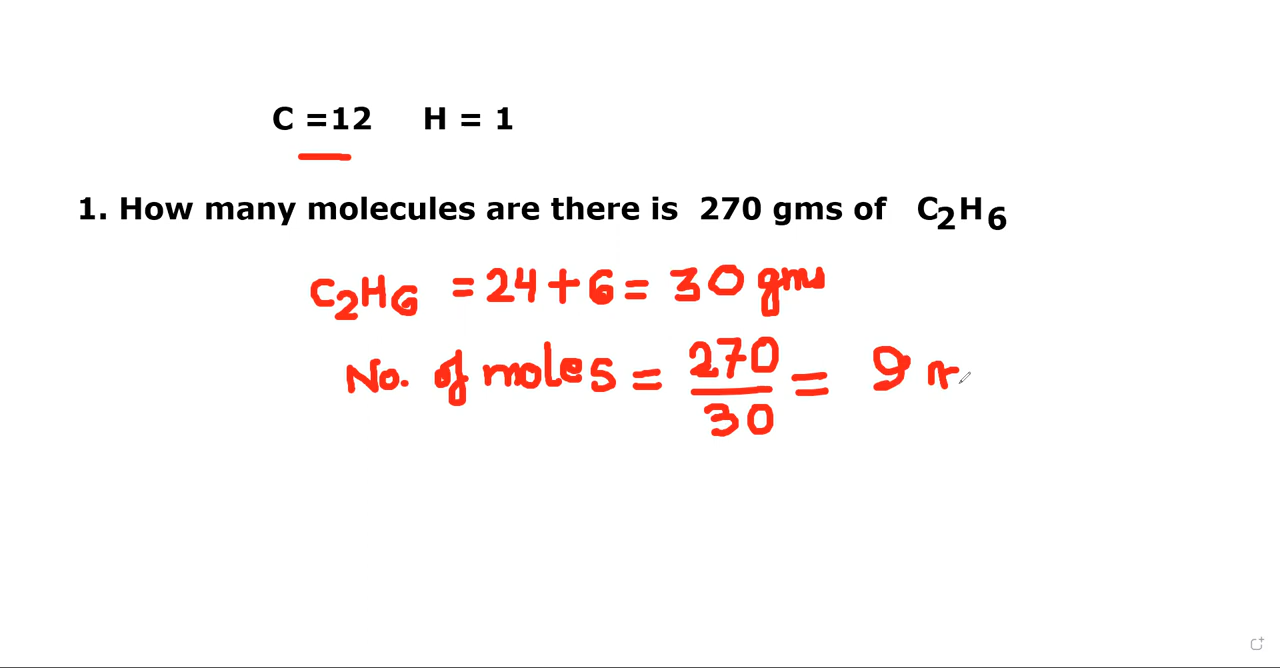 C =12 H = 1
1. How many molecules are there is 270 gms of C₂H₆
C₂H₆ = 24 + 6 = 30 gms
No. of moles = 270/30 = 9